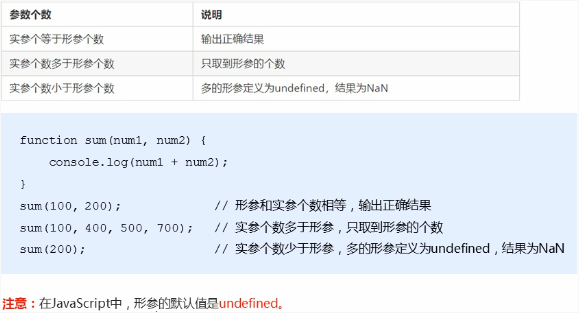 参数个数 说明
实参个等于形参个数 输出正确结果
实参个数多于形参个数 只取到形参的个数
实参个数小于形参个数 多的形参定义为undefined，结果为NaN
function sum(num1, num2) {
    console.log(num1 + num2);
}
sum(100, 200); // 形参和实参个数相等，输出正确结果
sum(100, 400, 500, 700); // 实参个数多于形参，只取到形参的个数
sum(200); // 实参个数少于形参，多的形参定义为undefined，结果为NaN
注意：在JavaScript中，形参的默认值是undefined。